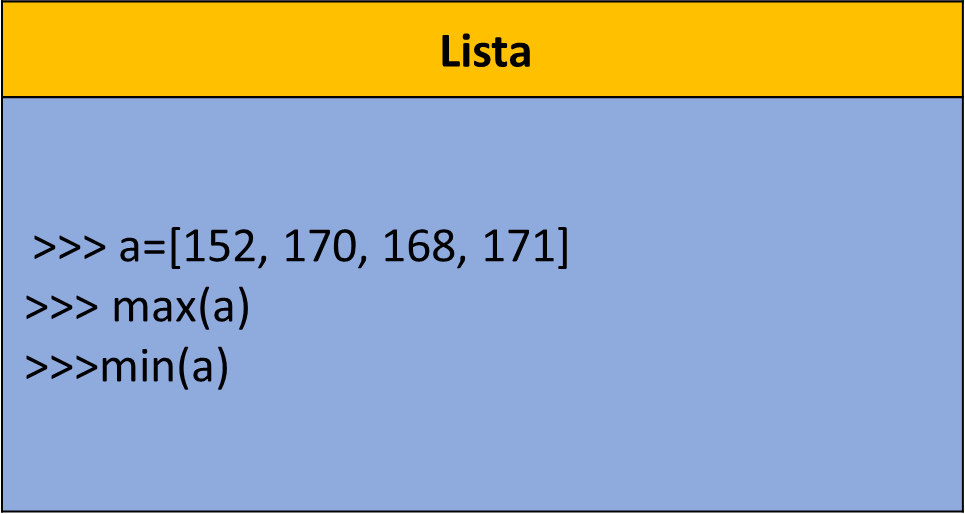 Lista
>>> a=[152, 170, 168, 171]
>>> max(a)
>>>min(a)